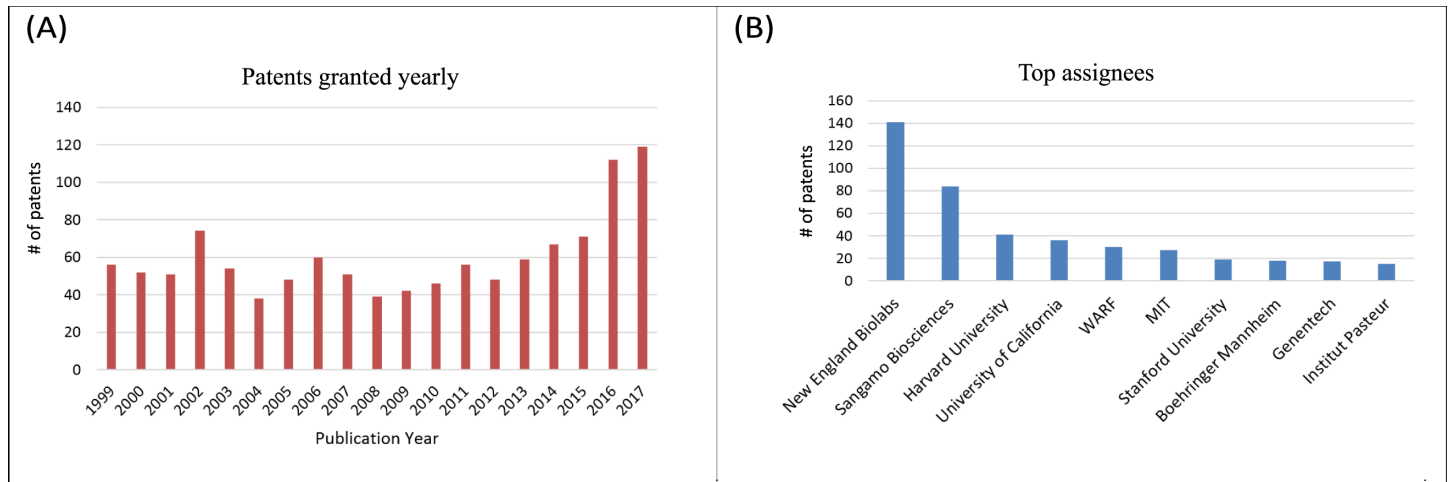 (A)
Patents granted yearly
# of patents
140
120
100
80
60
40
20
0
1999
2000
2001
2002
2003
2004
2005
2006
2007
2008
2009
2010
2011
2012
2013
2014
2015
2016
2017
Publication Year
(B)
Top assignees
# of patents
160
140
120
100
80
60
40
20
0
New England Biolabs
Sangamo Biosciences
Harvard University
University of California
WARF
MIT
Stanford University
Boehringer Mannheim
Genentech
Institut Pasteur